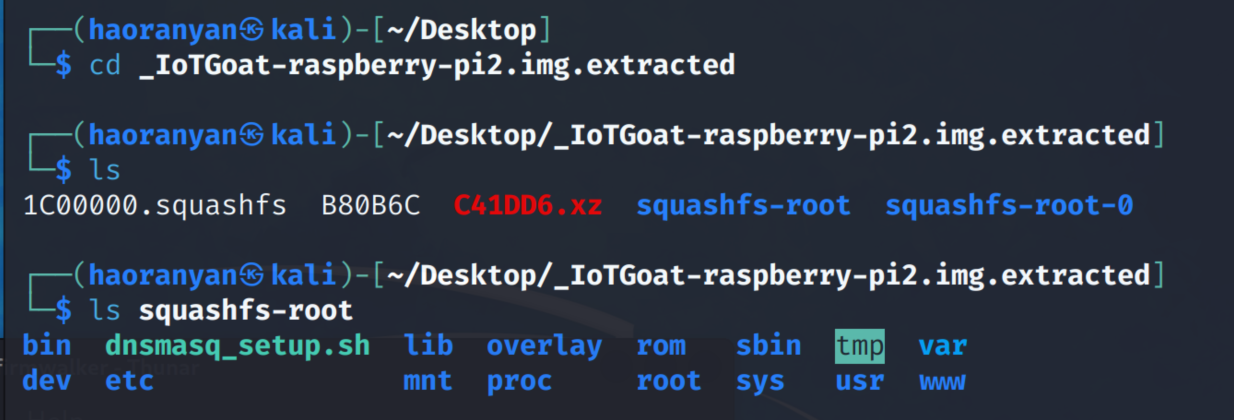 ┌──(haoranyan㉿kali)-[~/Desktop]
└─$ cd _IoTGoat-raspberry-pi2.img.extracted
┌──(haoranyan㉿kali)-[~/Desktop/_IoTGoat-raspberry-pi2.img.extracted]
└─$ ls
1C00000.squashfs  B80B6C  C41DD6.xz  squashfs-root  squashfs-root-0
┌──(haoranyan㉿kali)-[~/Desktop/_IoTGoat-raspberry-pi2.img.extracted]
└─$ ls squashfs-root
bin  dnsmasq_setup.sh  lib  overlay  rom  sbin  tmp  var
dev  etc  mnt  proc  root  sys  usr  www